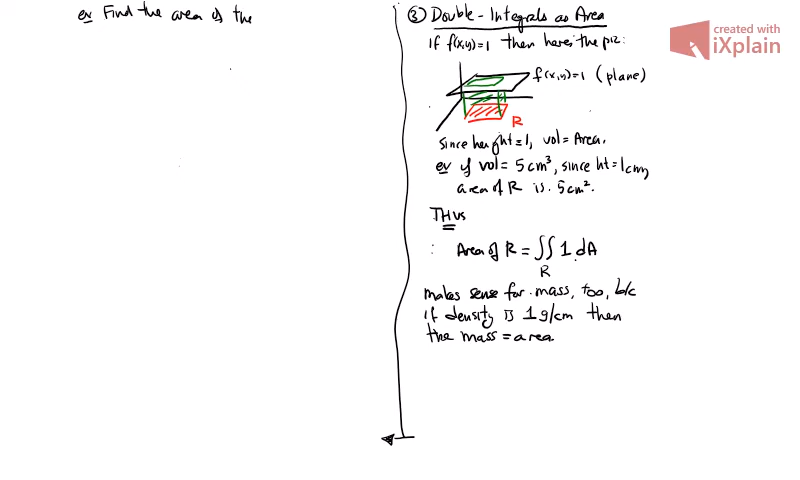 ex Find the area of the
③ Double-Integrals as Area
If f(x,y)=1 then here's the pic:
f(x,y)=1 (plane)
R
Since height=1, vol=Area.
ex if vol= 5cm³, since ht=1cm,
area of R is 5cm².
THUS
: Area of R = ∬ 1 dA
R
makes sense for mass, too, b/c
if density is 1g/cm then
the mass = area
created with
iXplain